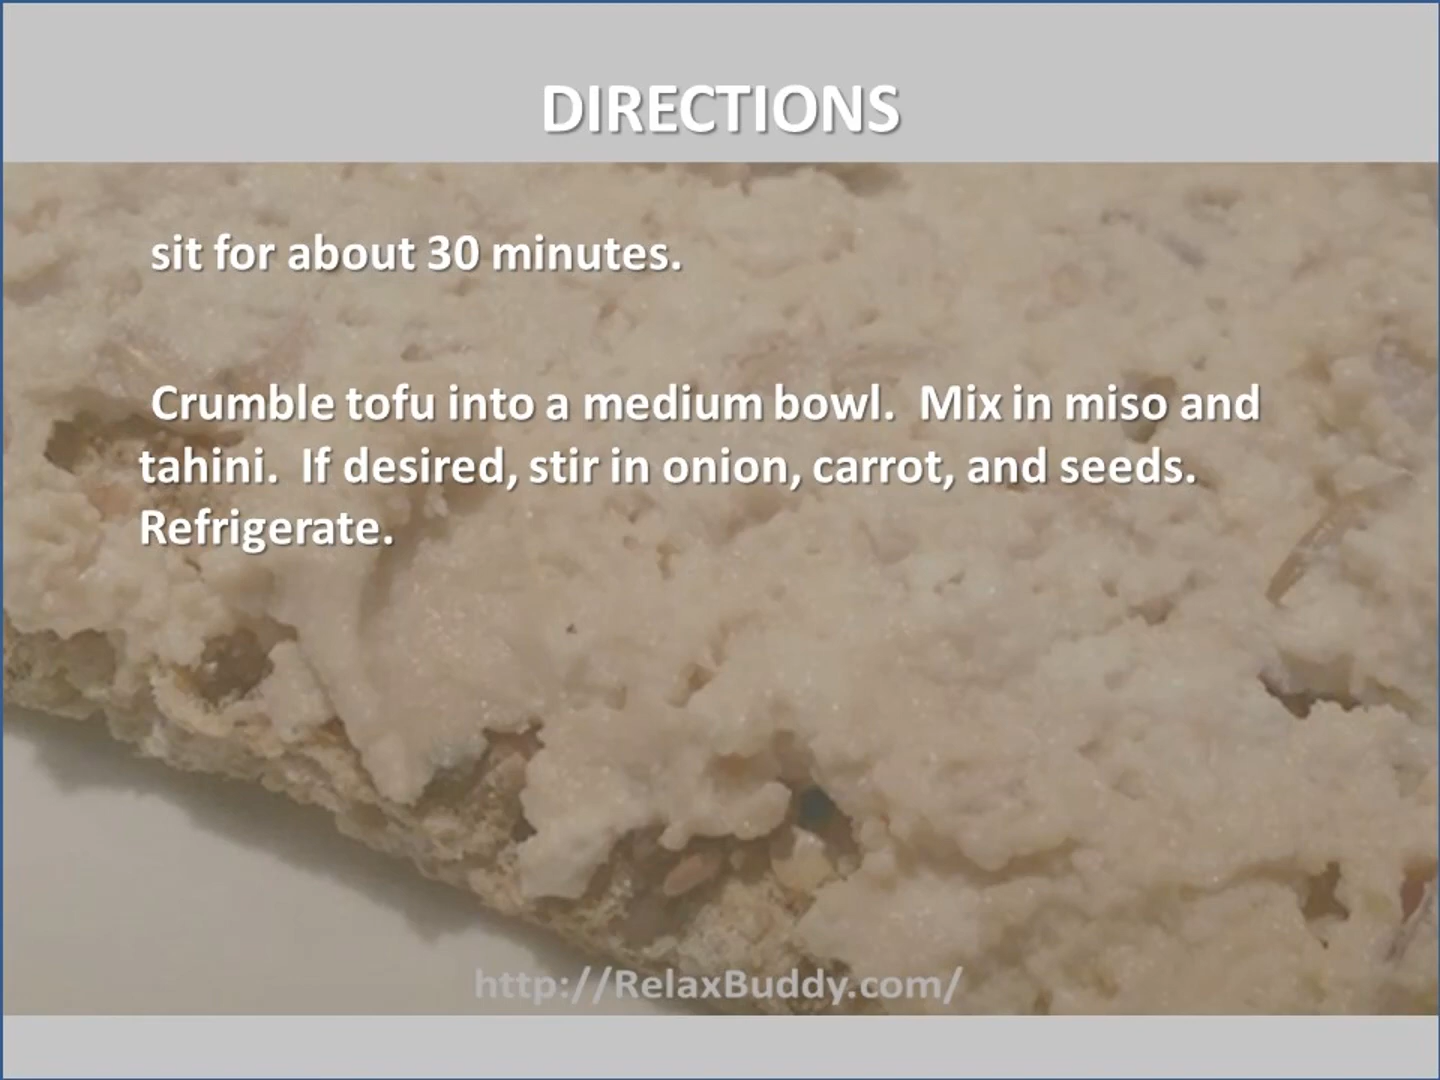 DIRECTIONS
sit for about 30 minutes.
Crumble tofu into a medium bowl.  Mix in miso and
tahini.  If desired, stir in onion, carrot, and seeds.
Refrigerate.
http://RelaxBuddy.com/